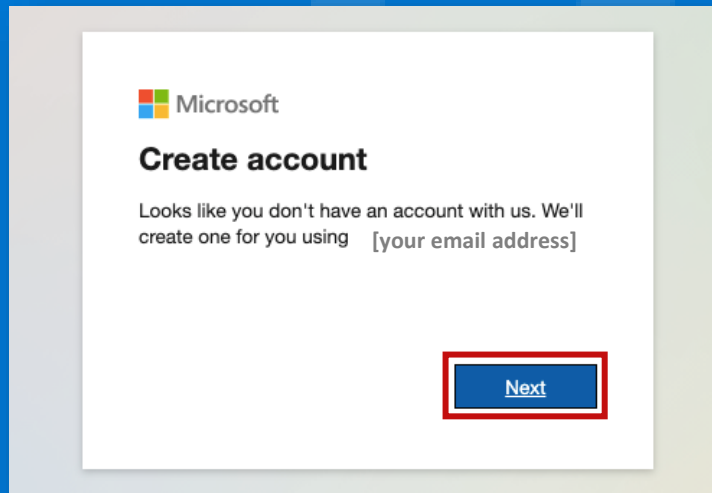 Microsoft
Create account
Looks like you don't have an account with us. We'll
create one for you using [your email address]
Next